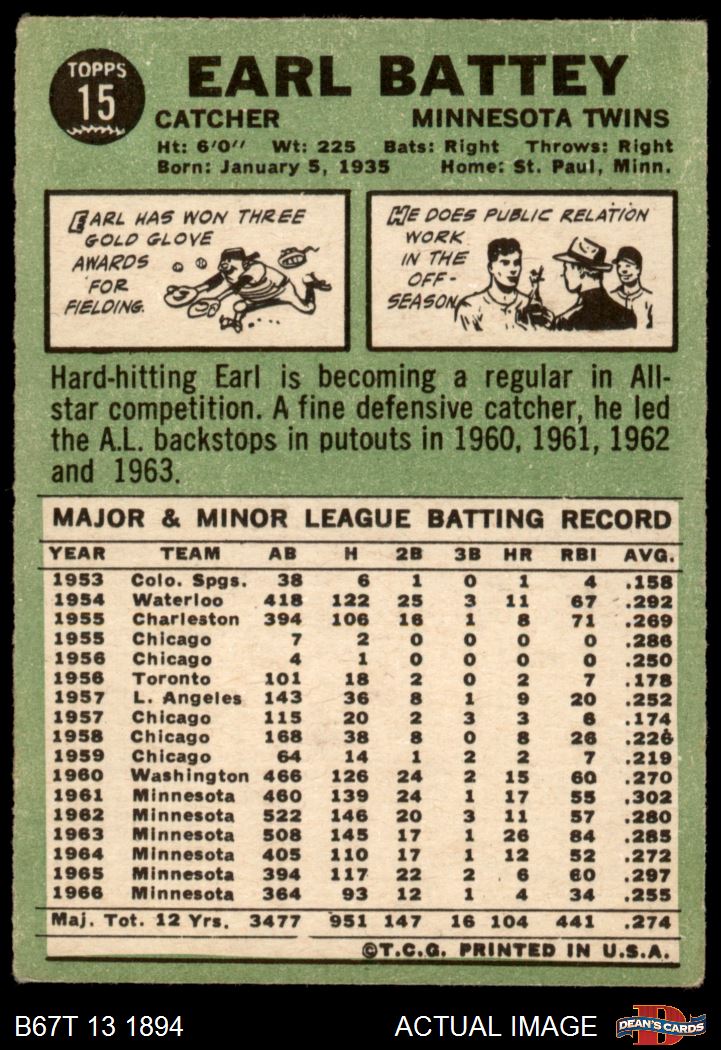 TOPPS
15
EARL BATTEY
CATCHER MINNESOTA TWINS
Ht: 6'0" Wt: 225 Bats: Right Throws: Right
Born: January 5, 1935 Home: St. Paul, Minn.
EARL HAS WON THREE
GOLD GLOVE
AWARDS
FOR
FIELDING.
HE DOES PUBLIC RELATION
WORK
IN THE
OFF-
SEASON.
Hard-hitting Earl is becoming a regular in All-
star competition. A fine defensive catcher, he led
the A.L. backstops in putouts in 1960, 1961, 1962
and 1963.
MAJOR & MINOR LEAGUE BATTING RECORD
YEAR TEAM AB H 2B 3B HR RBI AVG.
1953 Colo. Spgs. 38 6 1 0 1 4 .158
1954 Waterloo 418 122 25 3 11 67 .292
1955 Charleston 394 106 16 1 8 71 .269
1955 Chicago 7 2 0 0 0 0 .286
1956 Chicago 4 1 0 0 0 0 .250
1956 Toronto 101 18 2 0 2 7 .178
1957 L. Angeles 143 36 8 1 9 20 .252
1957 Chicago 115 20 2 3 3 6 .174
1958 Chicago 168 38 8 0 8 26 .226
1959 Chicago 64 14 1 2 2 7 .219
1960 Washington 466 126 24 2 15 60 .270
1961 Minnesota 460 139 24 1 17 55 .302
1962 Minnesota 522 146 20 3 11 57 .280
1963 Minnesota 508 145 17 1 26 84 .285
1964 Minnesota 405 110 17 1 12 52 .272
1965 Minnesota 394 117 22 2 6 60 .297
1966 Minnesota 364 93 12 1 4 34 .255
Maj. Tot. 12 Yrs. 3477 951 147 16 104 441 .274
©T.C.G. PRINTED IN U.S.A.
B67T 13 1894 ACTUAL IMAGE
D
DEAN'S CARDS